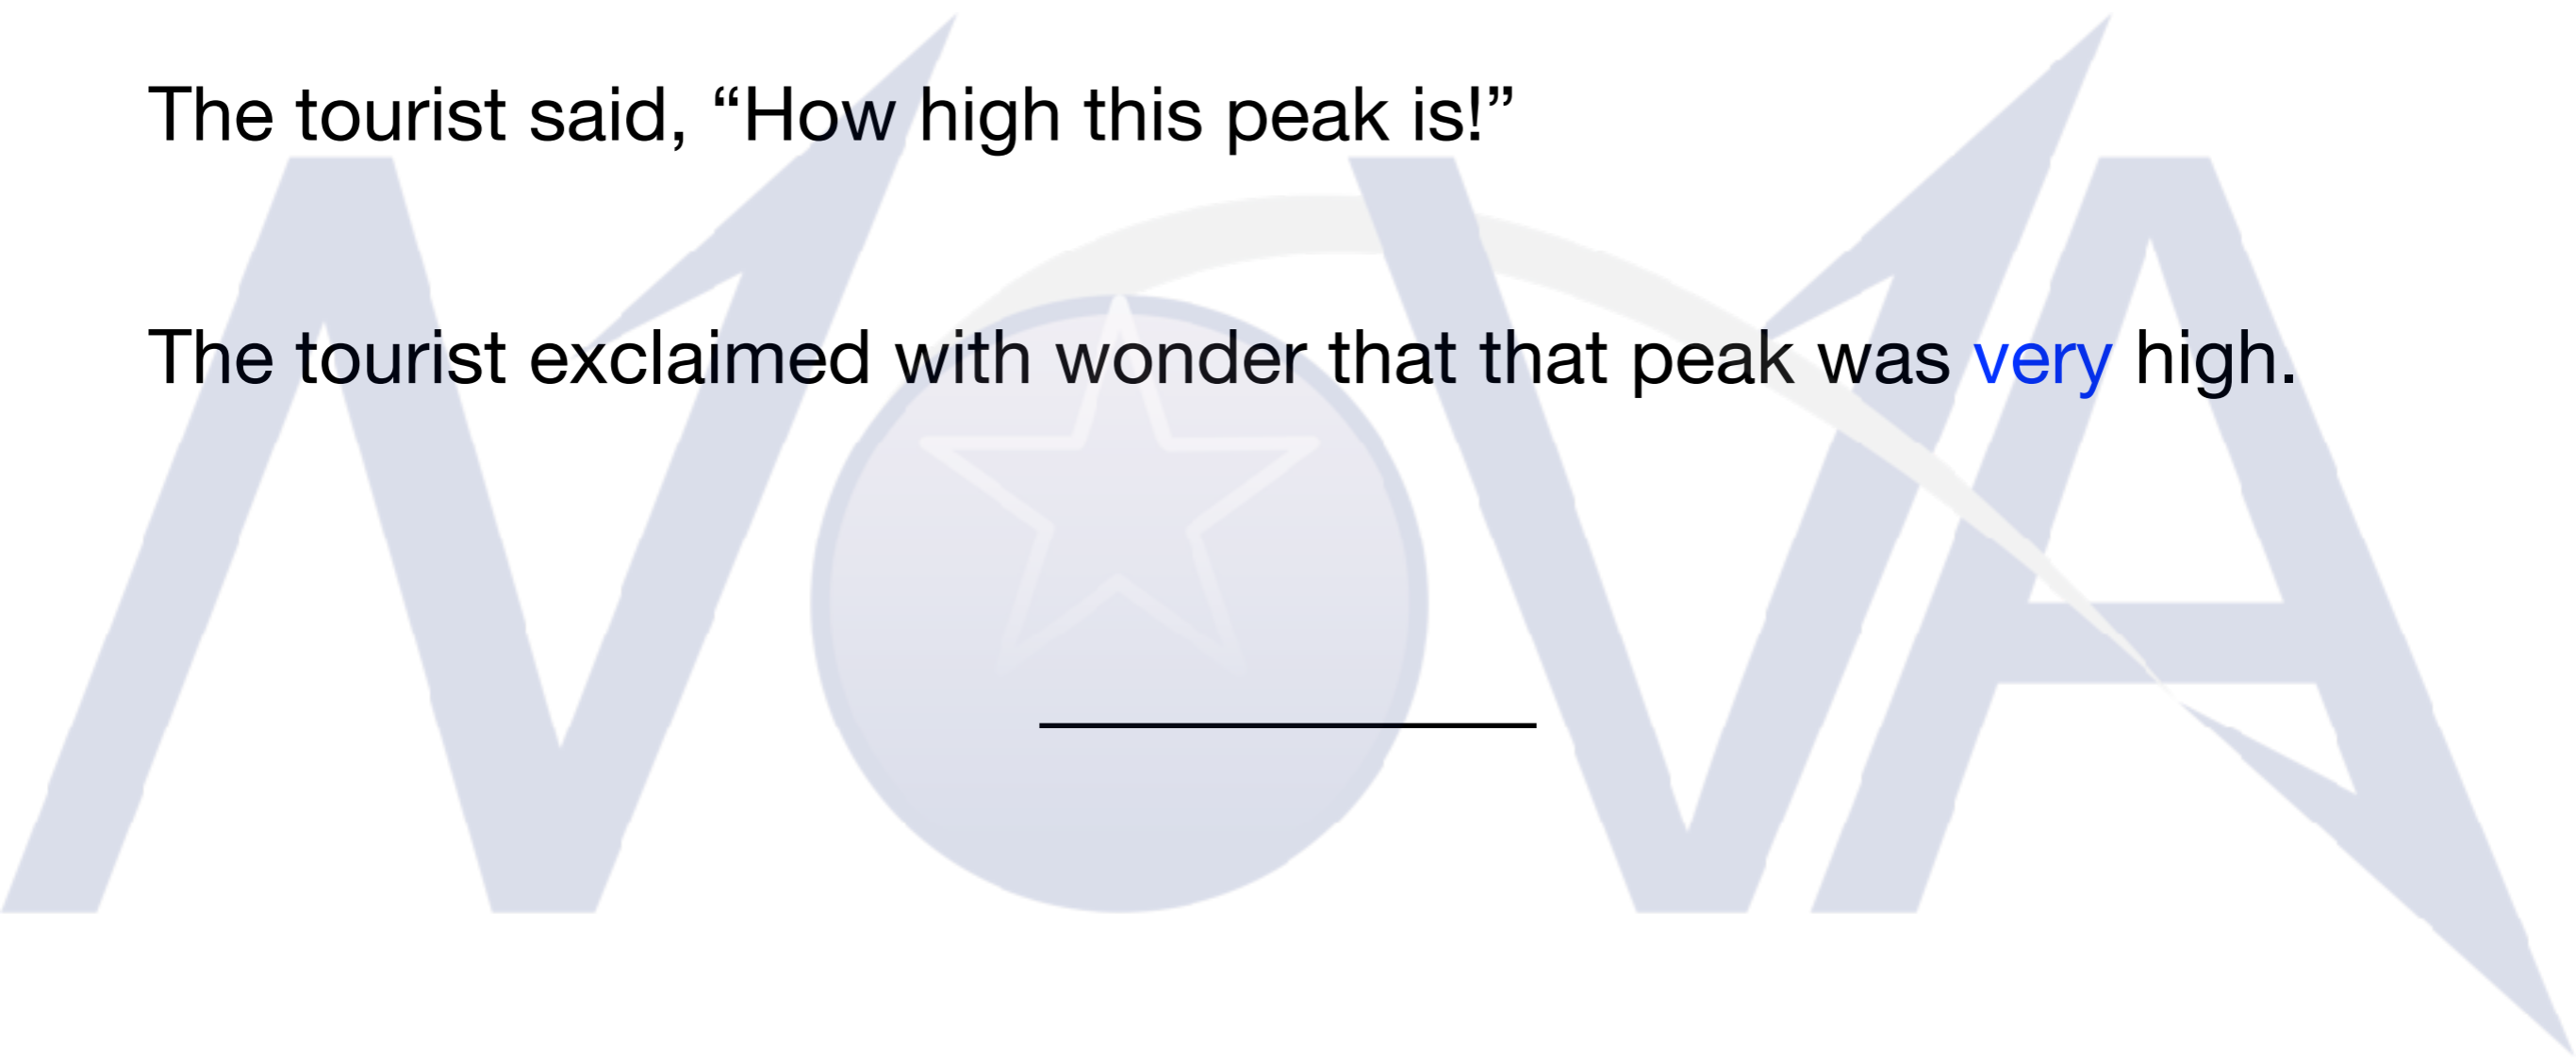 The tourist said, “How high this peak is!”
The tourist exclaimed with wonder that that peak was very high.
NOVA